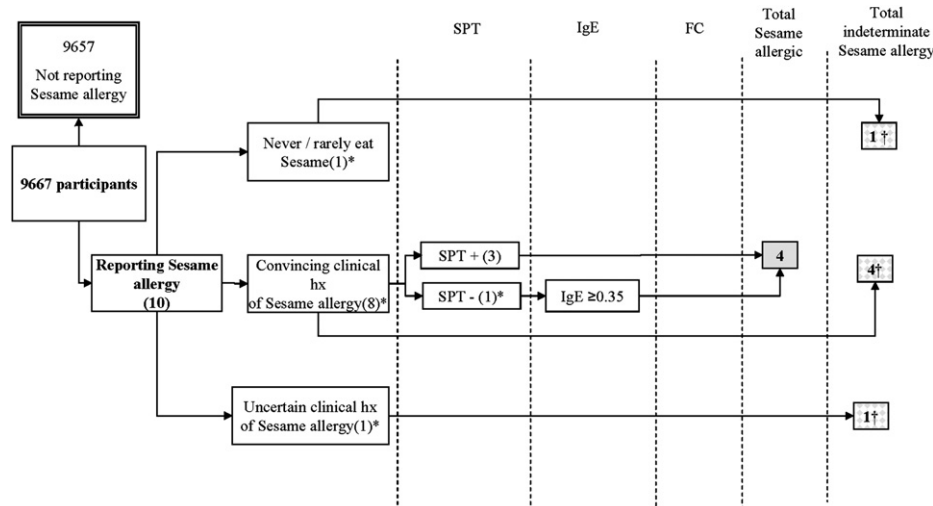 SPT
IgE
FC
Total
Sesame
allergic
Total
indeterminate
Sesame allergy
9657
Not reporting
Sesame allergy
9667 participants
Never / rarely eat
Sesame(1)*
1 †
Reporting Sesame
allergy
(10)
Convincing clinical
hx
of Sesame allergy(8)*
SPT + (3)
SPT - (1)*
IgE ≥0.35
4
4†
Uncertain clinical hx
of Sesame allergy(1)*
1†